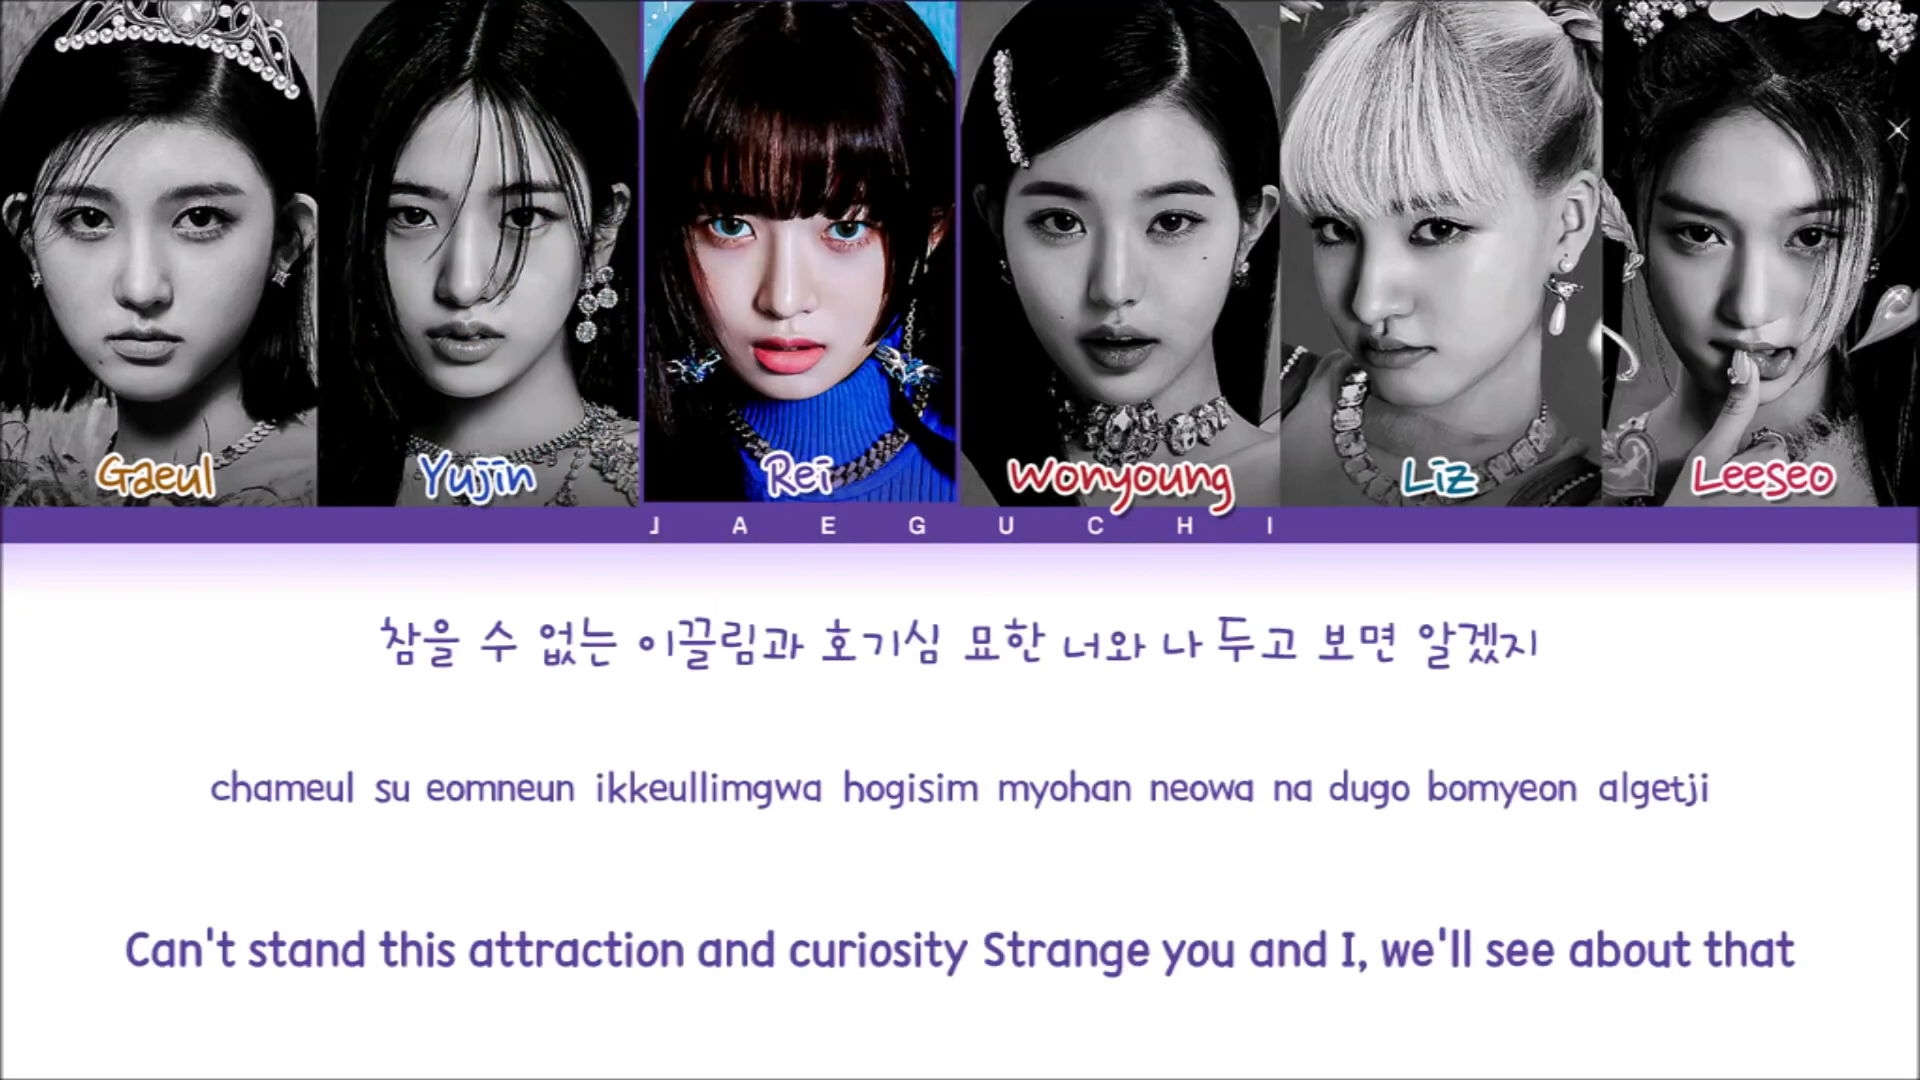 Gaeul Yujin Rei Wonyoung Liz Leeseo
JAEGUCHI
참을 수 없는 이끌림과 호기심 묘한 너와 나 두고 보면 알겠지
chameul su eomneun ikkeullimgwa hogisim myohan neowa na dugo bomyeon algetji
Can't stand this attraction and curiosity Strange you and I, we'll see about that